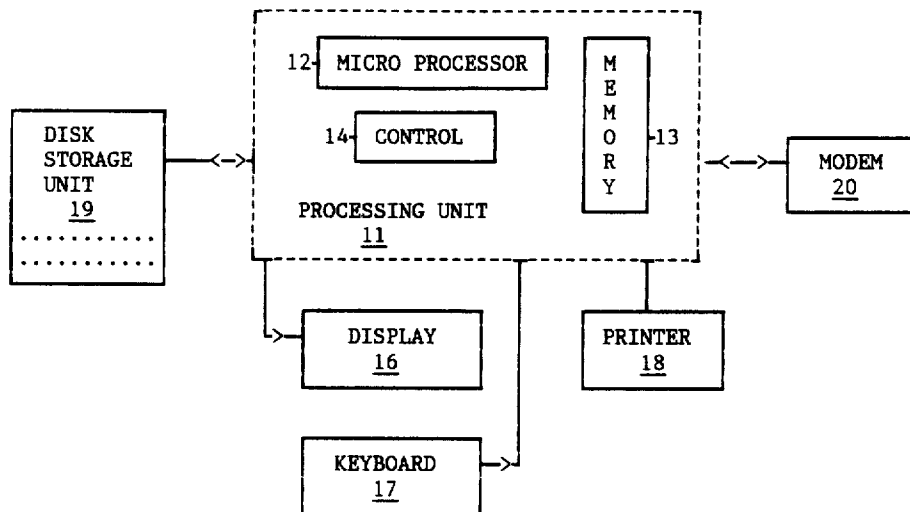 12 MICRO PROCESSOR
MEMORY
13
14 CONTROL
PROCESSING UNIT
11
DISK
STORAGE
UNIT
19
MODEM
20
DISPLAY
16
PRINTER
18
KEYBOARD
17